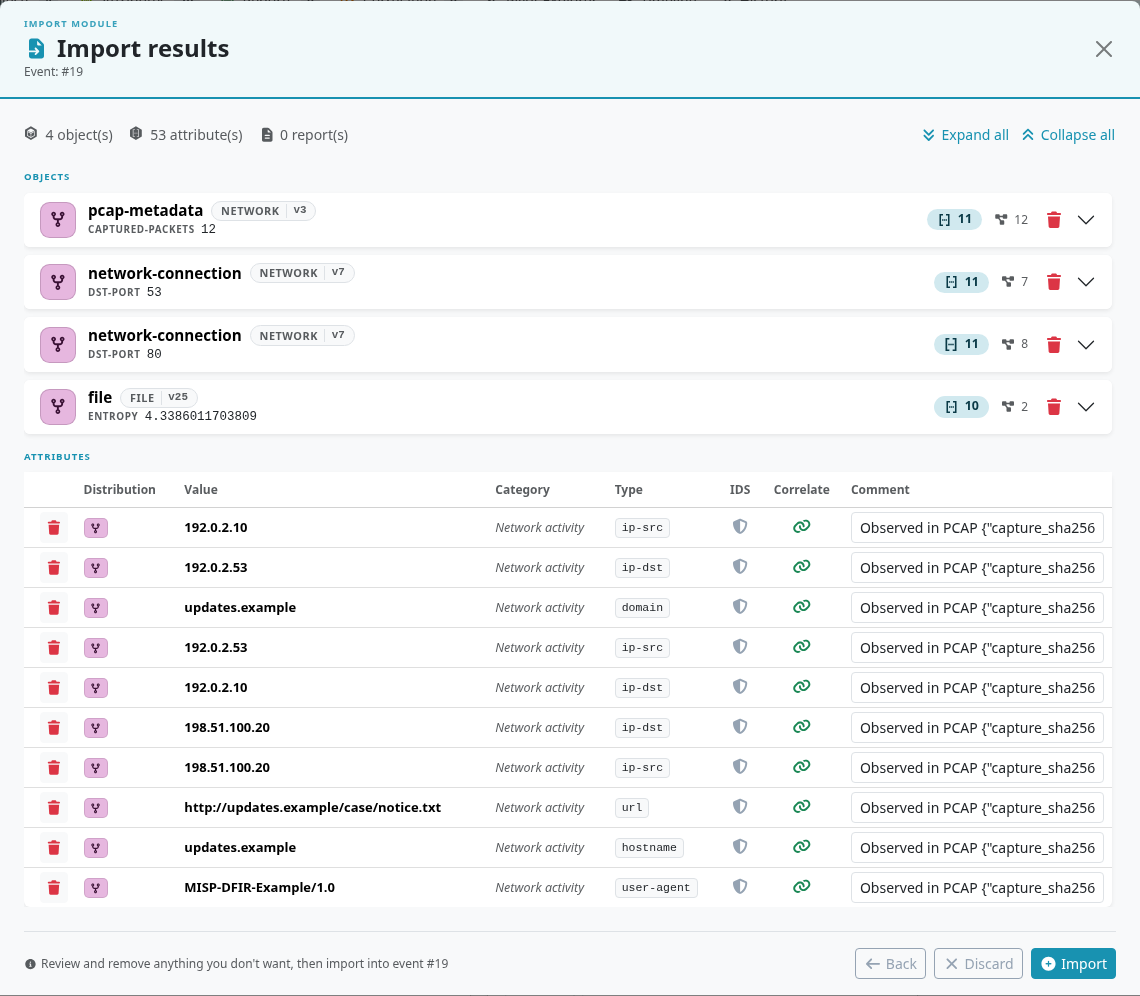 IMPORT MODULE
Import results
Event: #19
4 object(s) 53 attribute(s) 0 report(s) Expand all Collapse all
OBJECTS
pcap-metadata NETWORK v3
CAPTURED-PACKETS 12
11 12
network-connection NETWORK v7
DST-PORT 53
11 7
network-connection NETWORK v7
DST-PORT 80
11 8
file FILE v25
ENTROPY 4.3386011703809
10 2
ATTRIBUTES
Distribution Value Category Type IDS Correlate Comment
192.0.2.10 Network activity ip-src Observed in PCAP {"capture_sha256
192.0.2.53 Network activity ip-dst Observed in PCAP {"capture_sha256
updates.example Network activity domain Observed in PCAP {"capture_sha256
192.0.2.53 Network activity ip-src Observed in PCAP {"capture_sha256
192.0.2.10 Network activity ip-dst Observed in PCAP {"capture_sha256
198.51.100.20 Network activity ip-dst Observed in PCAP {"capture_sha256
198.51.100.20 Network activity ip-src Observed in PCAP {"capture_sha256
http://updates.example/case/notice.txt Network activity url Observed in PCAP {"capture_sha256
updates.example Network activity hostname Observed in PCAP {"capture_sha256
MISP-DFIR-Example/1.0 Network activity user-agent Observed in PCAP {"capture_sha256
Review and remove anything you don't want, then import into event #19
Back Discard Import